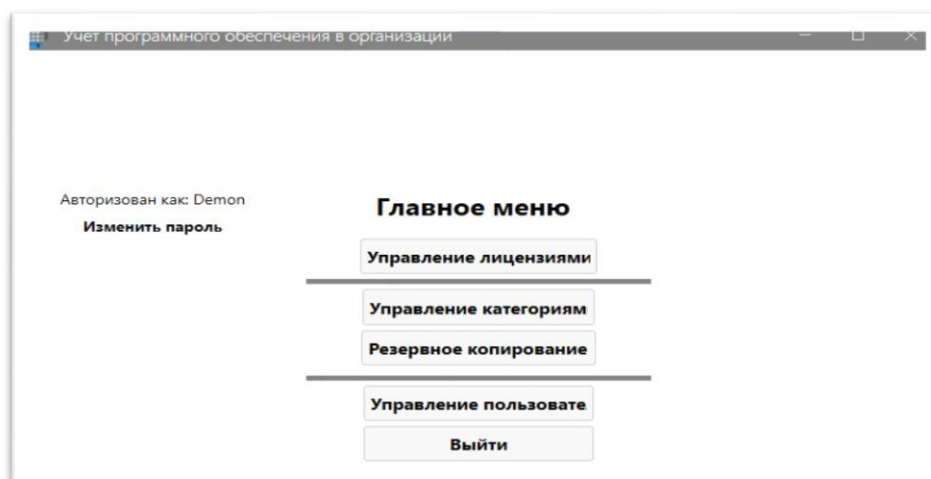 Учет программного обеспечения в организации
Авторизован как: Demon
Изменить пароль
Главное меню
Управление лицензиями
Управление категориям
Резервное копирование
Управление пользовате
Выйти